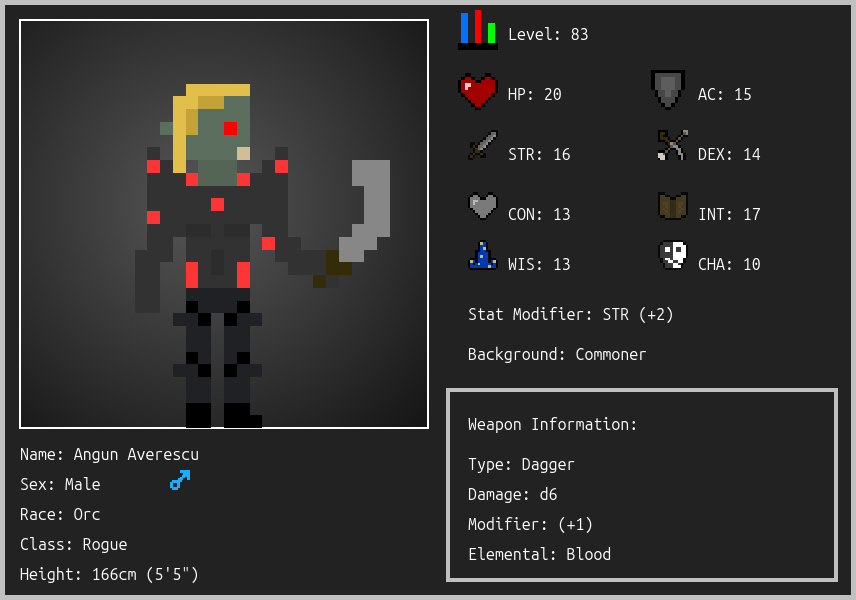 Level: 83
HP: 20
AC: 15
STR: 16
DEX: 14
CON: 13
INT: 17
WIS: 13
CHA: 10
Stat Modifier: STR (+2)
Background: Commoner
Weapon Information:
Type: Dagger
Damage: d6
Modifier: (+1)
Elemental: Blood
Name: Angun Averescu
Sex: Male
Race: Orc
Class: Rogue
Height: 166cm (5'5")